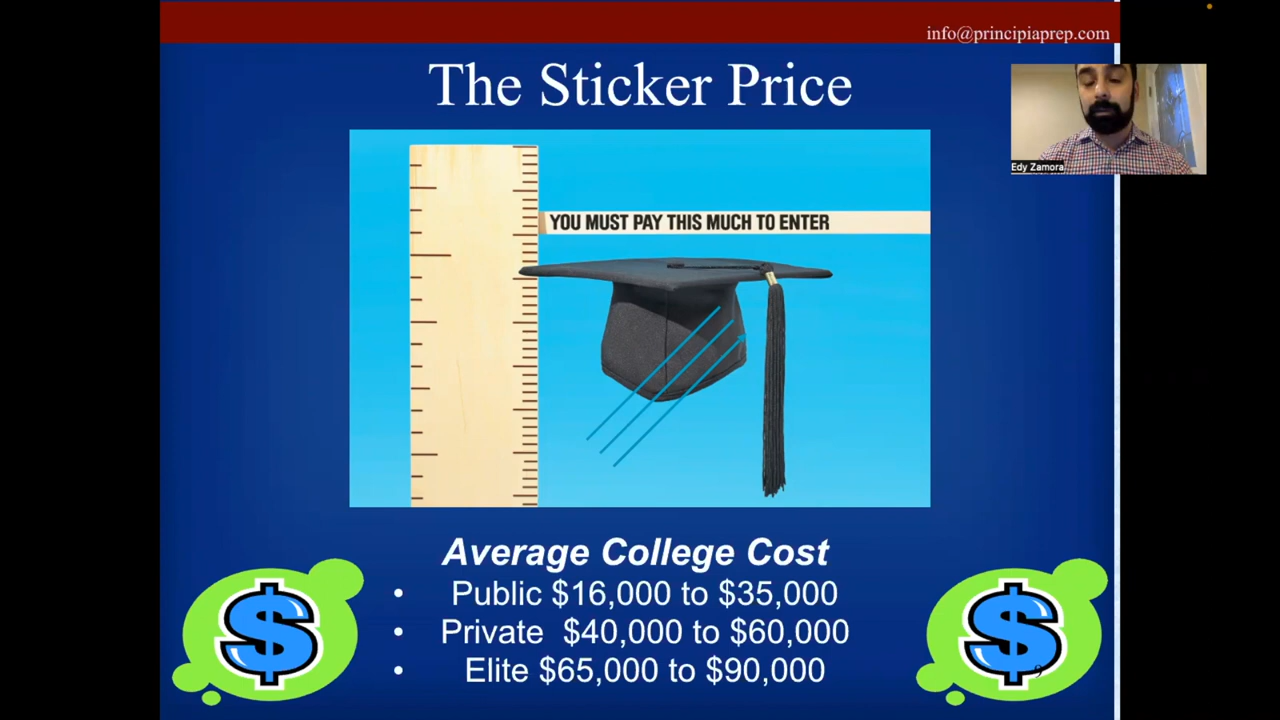 info@principiaprep.com
The Sticker Price
Edy Zamora
YOU MUST PAY THIS MUCH TO ENTER
Average College Cost
• Public $16,000 to $35,000
• Private $40,000 to $60,000
• Elite $65,000 to $90,000
$
$